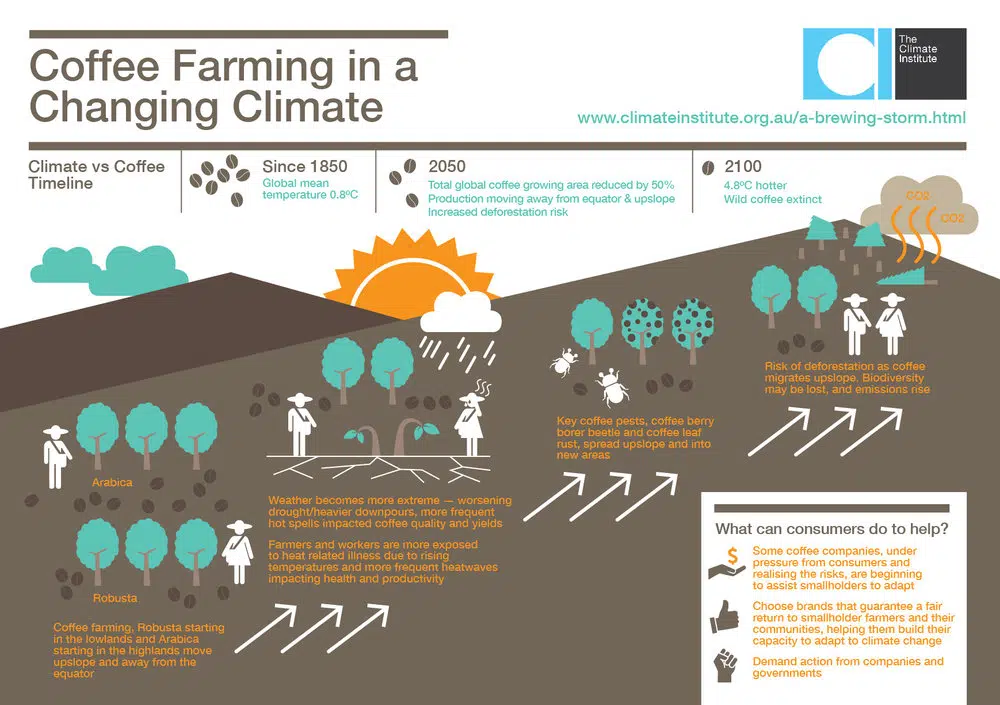 Coffee Farming in a
Changing Climate
The
Climate
Institute
www.climateinstitute.org.au/a-brewing-storm.html
Climate vs Coffee
Timeline
Since 1850
Global mean
temperature 0.8ºC
2050
Total global coffee growing area reduced by 50%
Production moving away from equator & upslope
Increased deforestation risk
2100
4.8ºC hotter
Wild coffee extinct
CO2
CO2
Risk of deforestation as coffee
migrates upslope. Biodiversity
may be lost, and emissions rise
Key coffee pests, coffee berry
borer beetle and coffee leaf
rust, spread upslope and into
new areas
Arabica
Weather becomes more extreme — worsening
drought/heavier downpours, more frequent
hot spells impacted coffee quality and yields
Farmers and workers are more exposed
to heat related illness due to rising
temperatures and more frequent heatwaves
impacting health and productivity
Robusta
Coffee farming, Robusta starting
in the lowlands and Arabica
starting in the highlands move
upslope and away from the
equator
What can consumers do to help?
$
Some coffee companies, under
pressure from consumers and
realising the risks, are beginning
to assist smallholders to adapt
Choose brands that guarantee a fair
return to smallholder farmers and their
communities, helping them build their
capacity to adapt to climate change
Demand action from companies and
governments